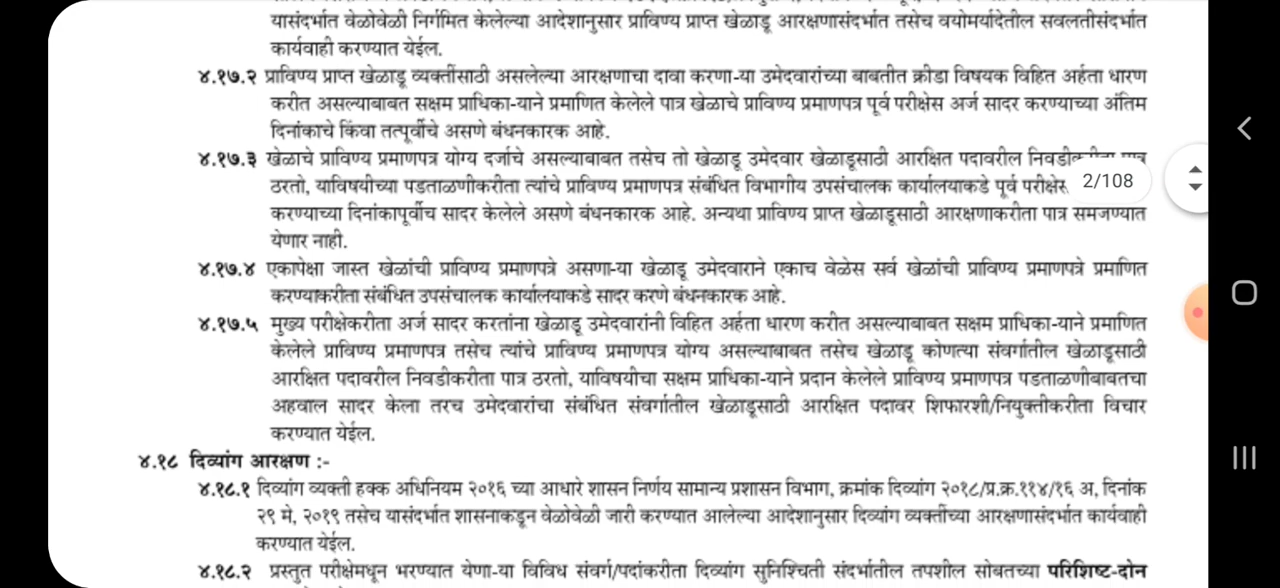 यासंदर्भात वेळोवेळी निर्गमित केलेल्या आदेशानुसार प्राविण्य प्राप्त खेळाडू आरक्षणासंदर्भात तसेच वयोमर्यादेतील सवलतीसंदर्भात
कार्यवाही करण्यात येईल.
४.१७.२ प्राविण्य प्राप्त खेळाडू व्यक्तींसाठी असलेल्या आरक्षणाचा दावा करणा-या उमेदवारांच्या बाबतीत क्रीडा विषयक विहित अर्हता धारण
करीत असल्याबाबत सक्षम प्राधिका-याने प्रमाणित केलेले पात्र खेळाचे प्राविण्य प्रमाणपत्र पूर्व परीक्षेस अर्ज सादर करण्याच्या अंतिम
दिनांकाचे किंवा तत्पूर्वीचे असणे बंधनकारक आहे.
४.१७.३ खेळाचे प्राविण्य प्रमाणपत्र योग्य दर्जाचे असल्याबाबत तसेच तो खेळाडू उमेदवार खेळाडूसाठी आरक्षित पदावरील
ठरतो, याविषयीच्या पडताळणीकरीता त्यांचे प्राविण्य प्रमाणपत्र संबंधित विभागीय उपसंचालक कार्यालयाकडे पूर्व
2/108
करण्याच्या दिनांकापूर्वीच सादर केलेले असणे बंधनकारक आहे. अन्यथा प्राविण्य प्राप्त खेळाडूसाठी आरक्षणाकरीता पात्र समजण्यात
येणार नाही.
४.१७.४ एकापेक्षा जास्त खेळांची प्राविण्य प्रमाणपत्रे असणा-या खेळाडू उमेदवाराने एकाच वेळेस सर्व खेळांची प्राविण्य प्रमाणपत्रे प्रमाणित
करण्याकरीता संबंधित उपसंचालक कार्यालयाकडे सादर करणे बंधनकारक आहे.
४.१७.५ मुख्य परीक्षेकरीता अर्ज सादर करतांना खेळाडू उमेदवारांनी विहित अर्हता धारण करीत असल्याबाबत सक्षम प्राधिका-याने प्रमाणित
केलेले प्राविण्य प्रमाणपत्र तसेच त्यांचे प्राविण्य प्रमाणपत्र योग्य असल्याबाबत तसेच खेळाडू कोणत्या संवर्गातील खेळाडूसाठी
आरक्षित पदावरील निवडीकरीता पात्र ठरतो, याविषयीचा सक्षम प्राधिका-याने प्रदान केलेले प्राविण्य प्रमाणपत्र पडताळणीबाबतचा
अहवाल सादर केला तरच उमेदवारांचा संबंधित संवर्गातील खेळाडूसाठी आरक्षित पदावर शिफारशी/नियुक्तीकरीता विचार
करण्यात येईल.
४.१८ दिव्यांग आरक्षण :-
४.१८.१ दिव्यांग व्यक्ती हक्क अधिनियम २०१६ च्या आधारे शासन निर्णय सामान्य प्रशासन विभाग, क्रमांक दिव्यांग २०१८/प्र.क्र.११४/१६ अ, दिनांक
२९ मे, २०१९ तसेच यासंदर्भात शासनाकडून वेळोवेळी जारी करण्यात आलेल्या आदेशानुसार दिव्यांग व्यक्तींच्या आरक्षणासंदर्भात कार्यवाही
करण्यात येईल.
४.१८.२ प्रस्तुत परीक्षेमधून भरण्यात येणा-या विविध संवर्ग/पदांकरीता दिव्यांग सुनिश्चिती संदर्भातील तपशील सोबतच्या परिशिष्ट-दोन